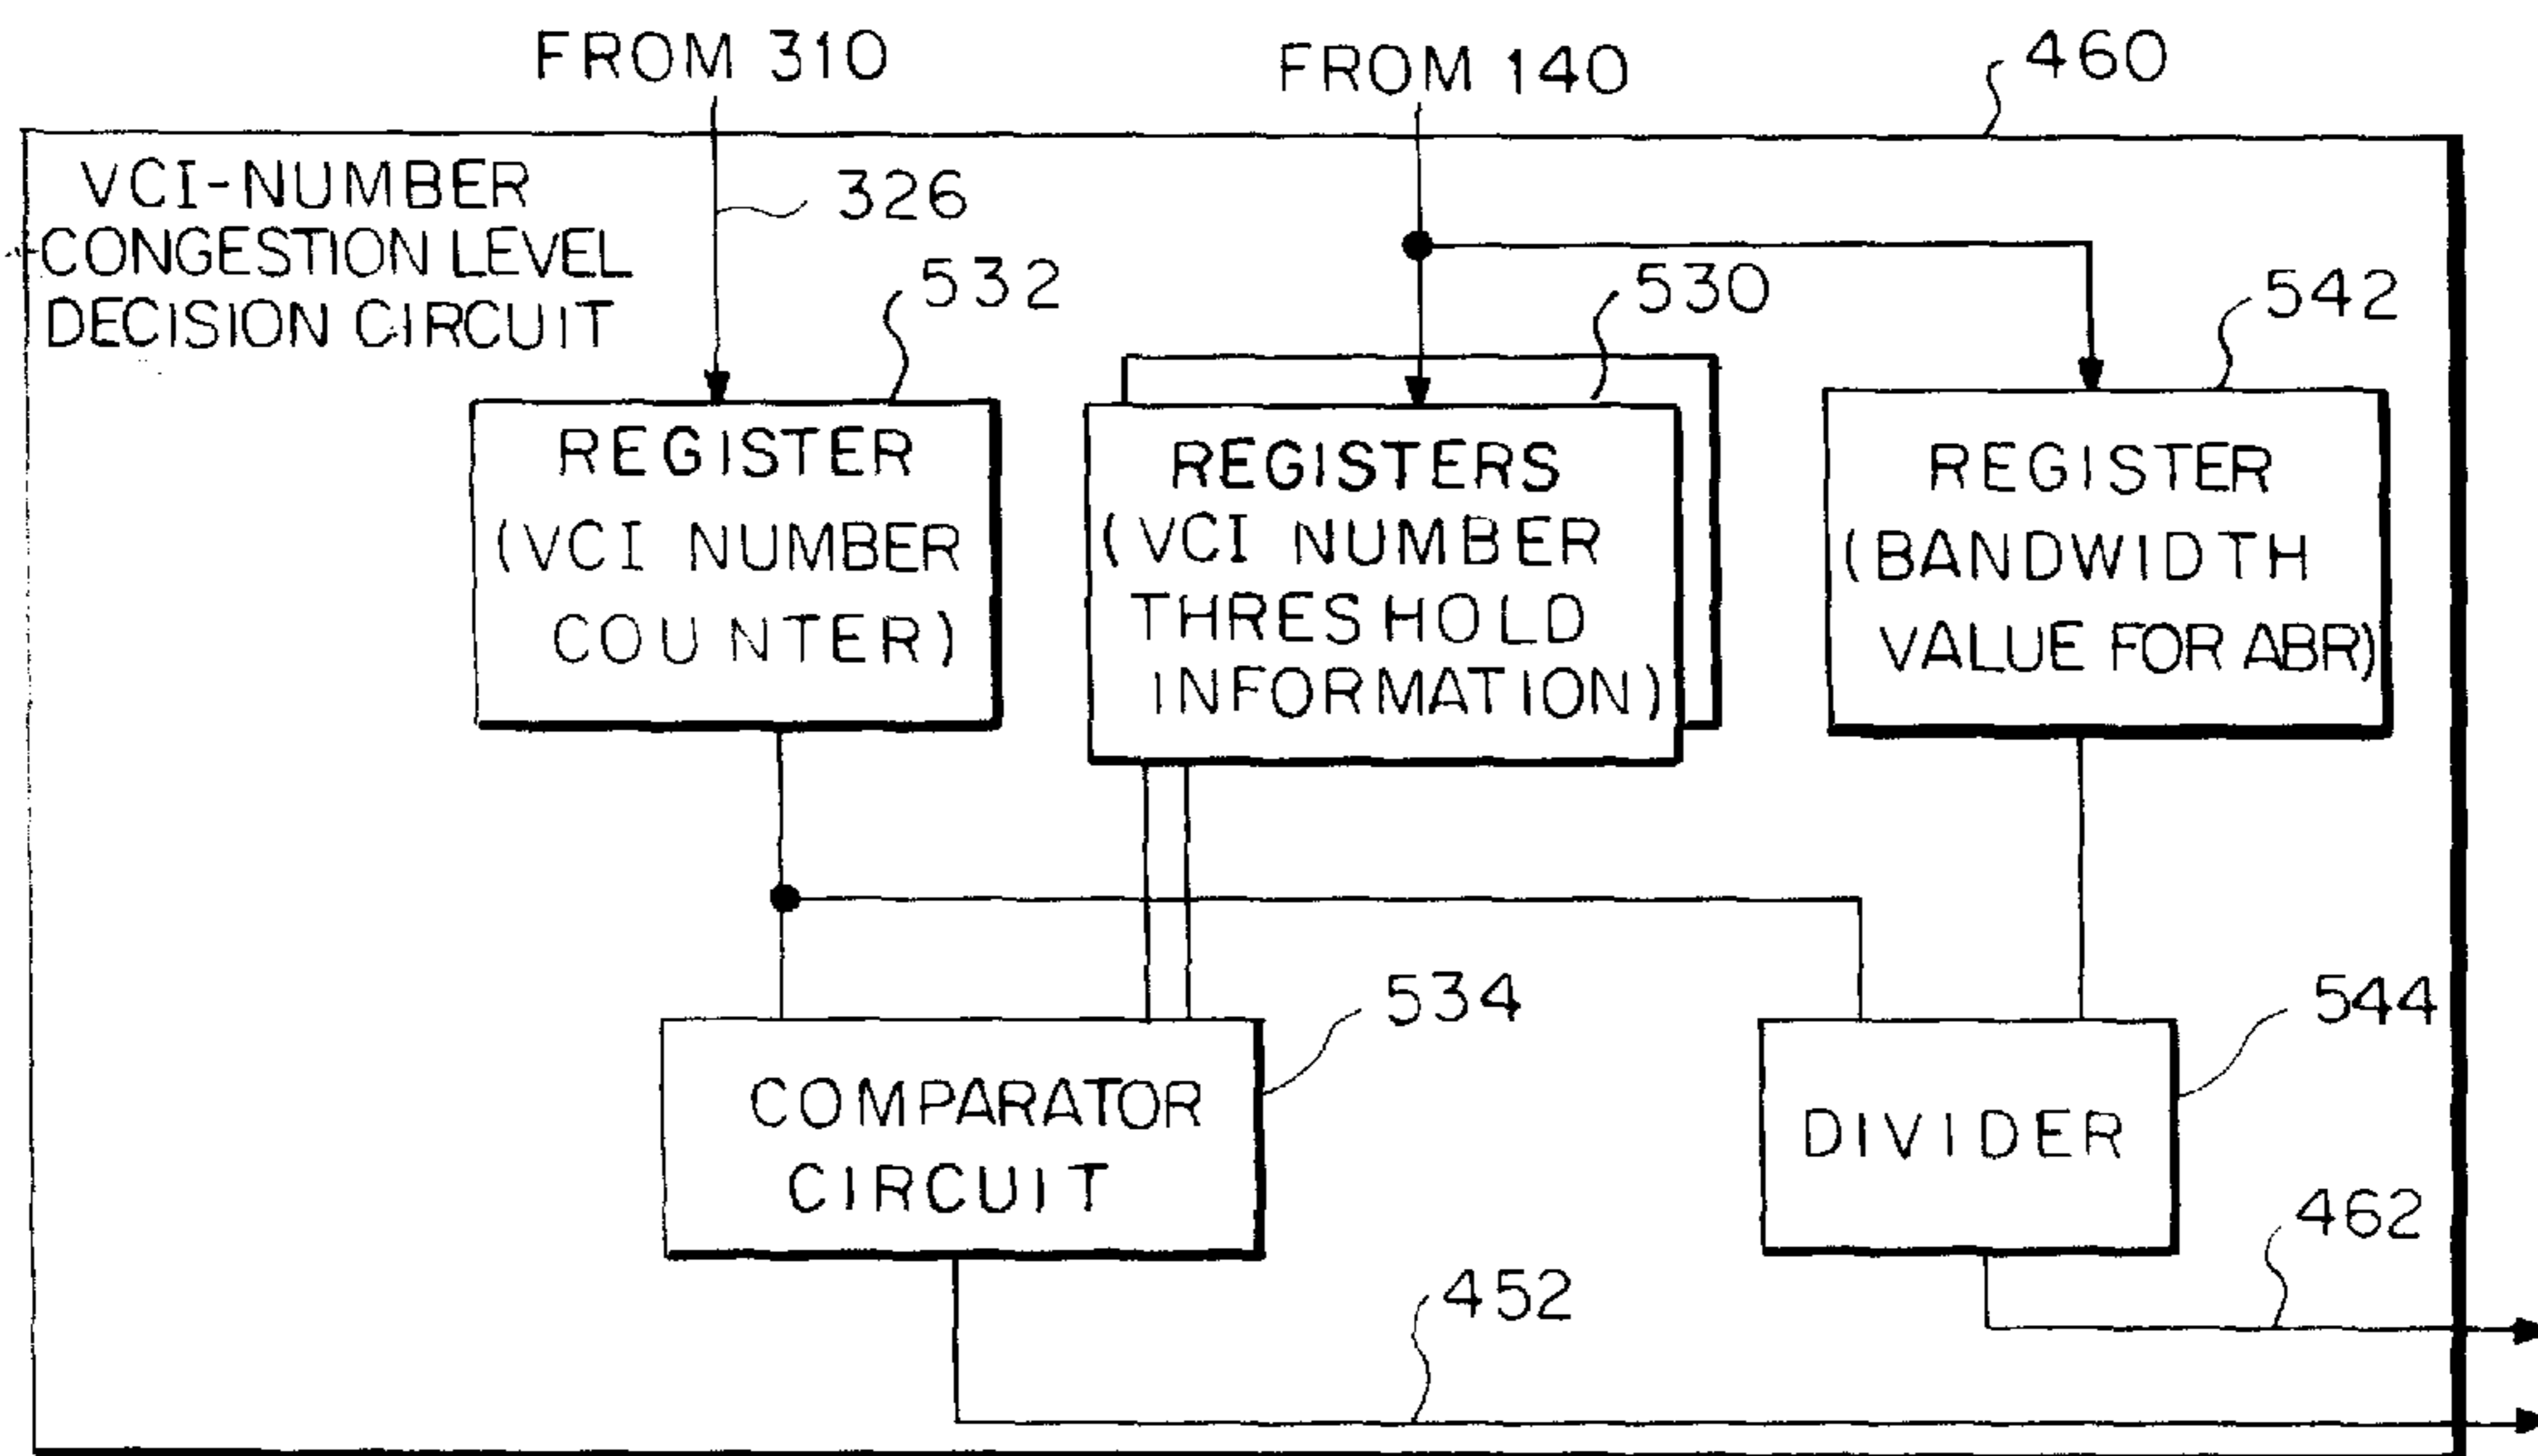 FROM 310
FROM 140
460
VCI-NUMBER
CONGESTION LEVEL
DECISION CIRCUIT
326
532
530
542
REGISTER
(VCI NUMBER
COUNTER)
REGISTERS
(VCI NUMBER
THRESHOLD
INFORMATION)
REGISTER
(BANDWIDTH
VALUE FOR ABR)
534
544
COMPARATOR
CIRCUIT
DIVIDER
462
452